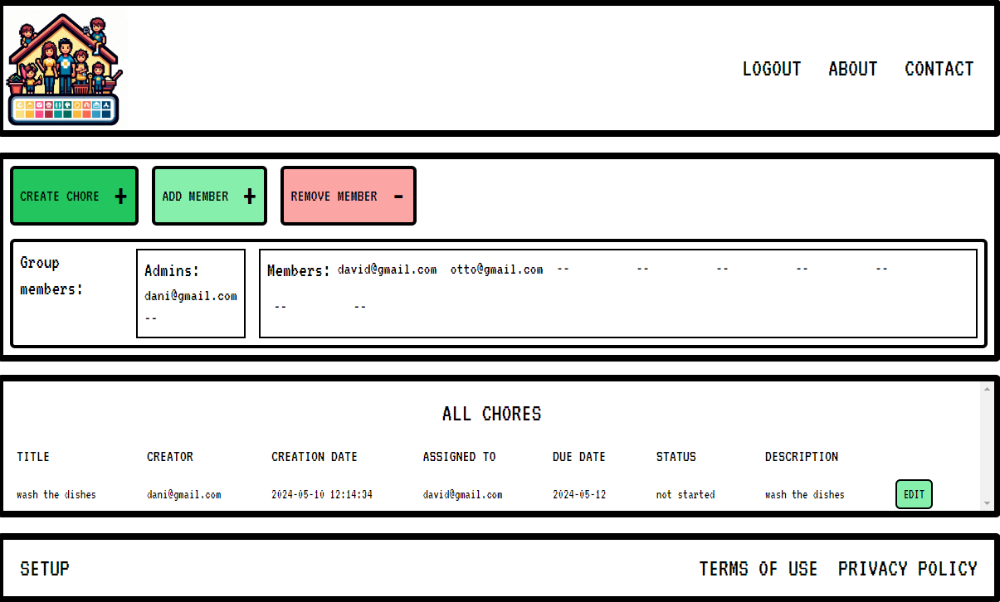 LOGOUT ABOUT CONTACT
CREATE CHORE + ADD MEMBER + REMOVE MEMBER -
Group members:
Admins:
dani@gmail.com
--
Members: david@gmail.com otto@gmail.com -- -- -- -- --
-- --
ALL CHORES
TITLE CREATOR CREATION DATE ASSIGNED TO DUE DATE STATUS DESCRIPTION
wash the dishes dani@gmail.com 2024-05-10 12:14:34 david@gmail.com 2024-05-12 not started wash the dishes EDIT
SETUP TERMS OF USE PRIVACY POLICY